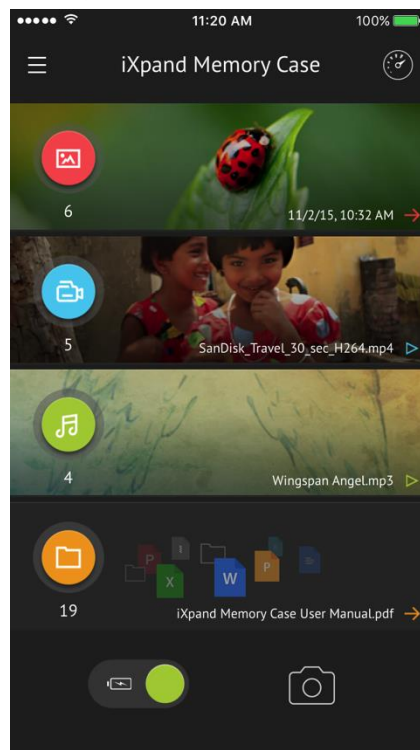 11:20 AM
100%
iXpand Memory Case
6
11/2/15, 10:32 AM
5
SanDisk_Travel_30_sec_H264.mp4
4
Wingspan Angel.mp3
P
1
X
W
P
19
iXpand Memory Case User Manual.pdf